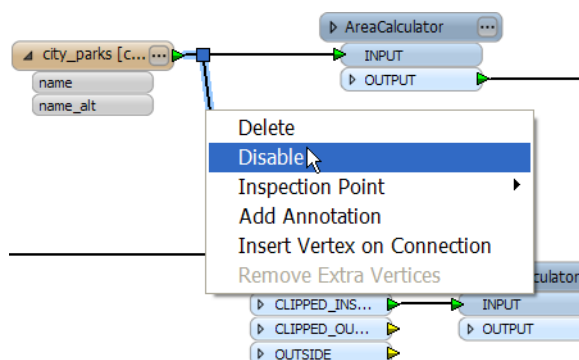 AreaCalculator
city_parks [c...
INPUT
name
OUTPUT
name_alt
Delete
Disable
Inspection Point
Add Annotation
Insert Vertex on Connection
Remove Extra Vertices
culator
CLIPPED_INS...
INPUT
CLIPPED_OU...
OUTPUT
OUTSIDE